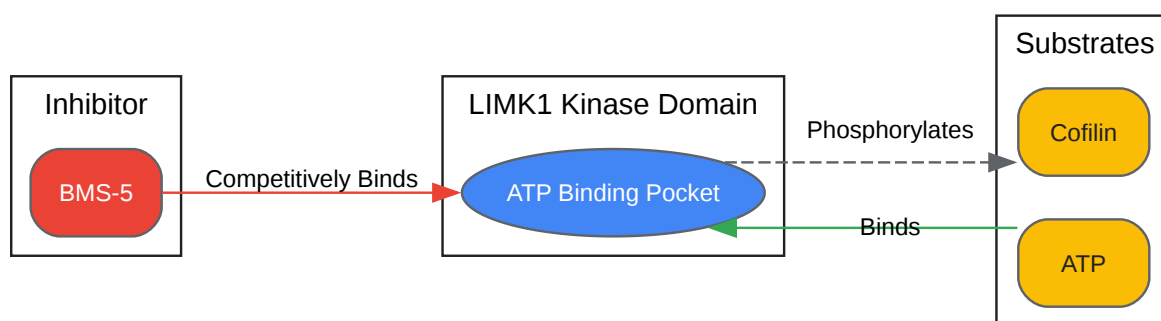 Substrates
Inhibitor
LIMK1 Kinase Domain
Phosphorylates
Cofilin
BMS-5
Competitively Binds
ATP Binding Pocket
Binds
ATP